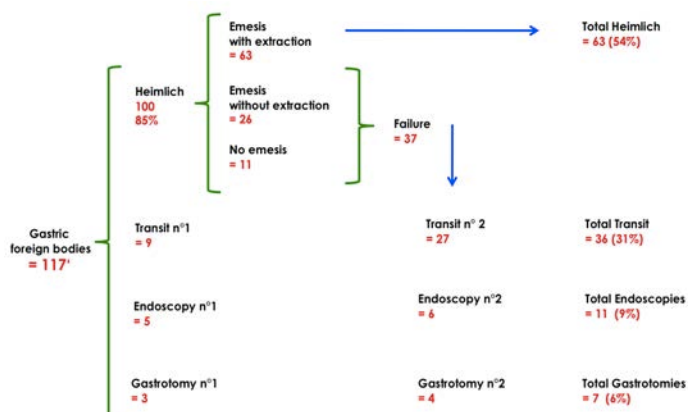 Emesis
with extraction
= 63
Total Heimlich
= 63 (54%)
Heimlich
100
85%
Emesis
without extraction
= 26
Failure
= 37
No emesis
= 11
Gastric
foreign bodies
= 117'
Transit n°1
= 9
Transit n° 2
= 27
Total Transit
= 36 (31%)
Endoscopy n°1
= 5
Endoscopy n°2
= 6
Total Endoscopies
= 11 (9%)
Gastrotomy n°1
= 3
Gastrotomy n°2
= 4
Total Gastrotomies
= 7 (6%)